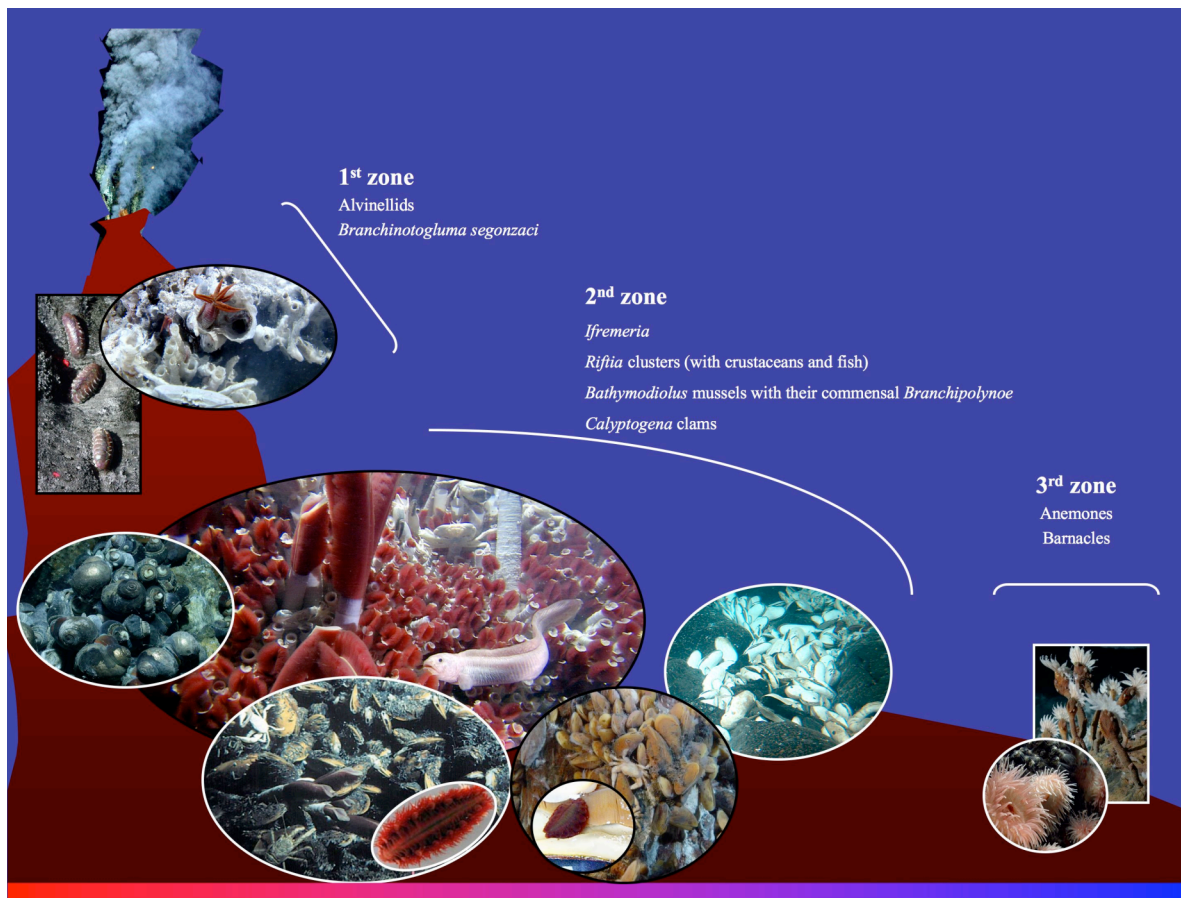 1st zone
Alvinellids
Branchinotogluma segonzaci
2nd zone
Ifremeria
Riftia clusters (with crustaceans and fish)
Bathymodiolus mussels with their commensal Branchipolynoe
Calyptogena clams
3rd zone
Anemones
Barnacles